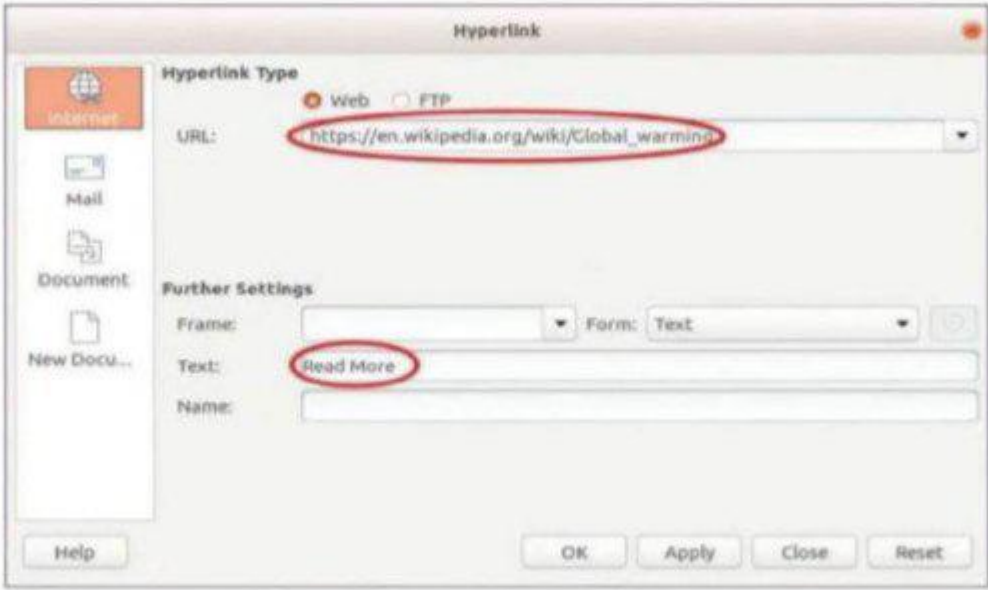 Hyperlink
Internet
Mail
Document
New Docu...
Hyperlink Type
Web FTP
URL: https://en.wikipedia.org/wiki/Global_warming
Further Settings
Frame: Form: Text
Text: Read More
Name:
Help OK Apply Close Reset